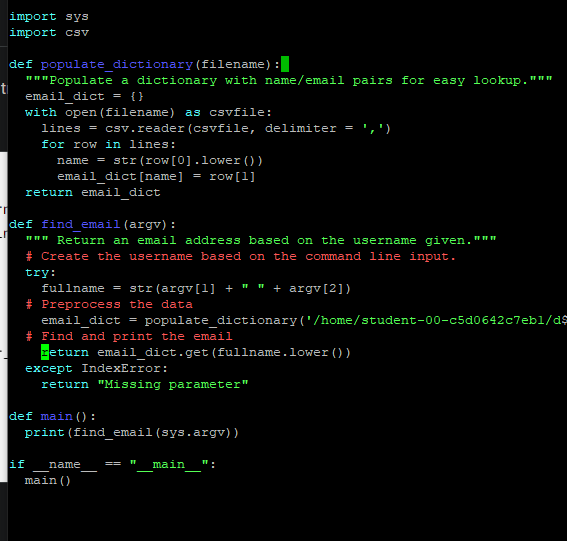 import sys
import csv

def populate_dictionary(filename):
  """Populate a dictionary with name/email pairs for easy lookup."""
  email_dict = {}
  with open(filename) as csvfile:
    lines = csv.reader(csvfile, delimiter = ',')
    for row in lines:
      name = str(row[0].lower())
      email_dict[name] = row[1]
  return email_dict

def find_email(argv):
  """ Return an email address based on the username given."""
  # Create the username based on the command line input.
  try:
    fullname = str(argv[1] + " " + argv[2])
  # Preprocess the data
    email_dict = populate_dictionary('/home/student-00-c5d0642c7eb1/d$
  # Find and print the email
    return email_dict.get(fullname.lower())
  except IndexError:
    return "Missing parameter"

def main():
  print(find_email(sys.argv))

if __name__ == "__main__":
  main()